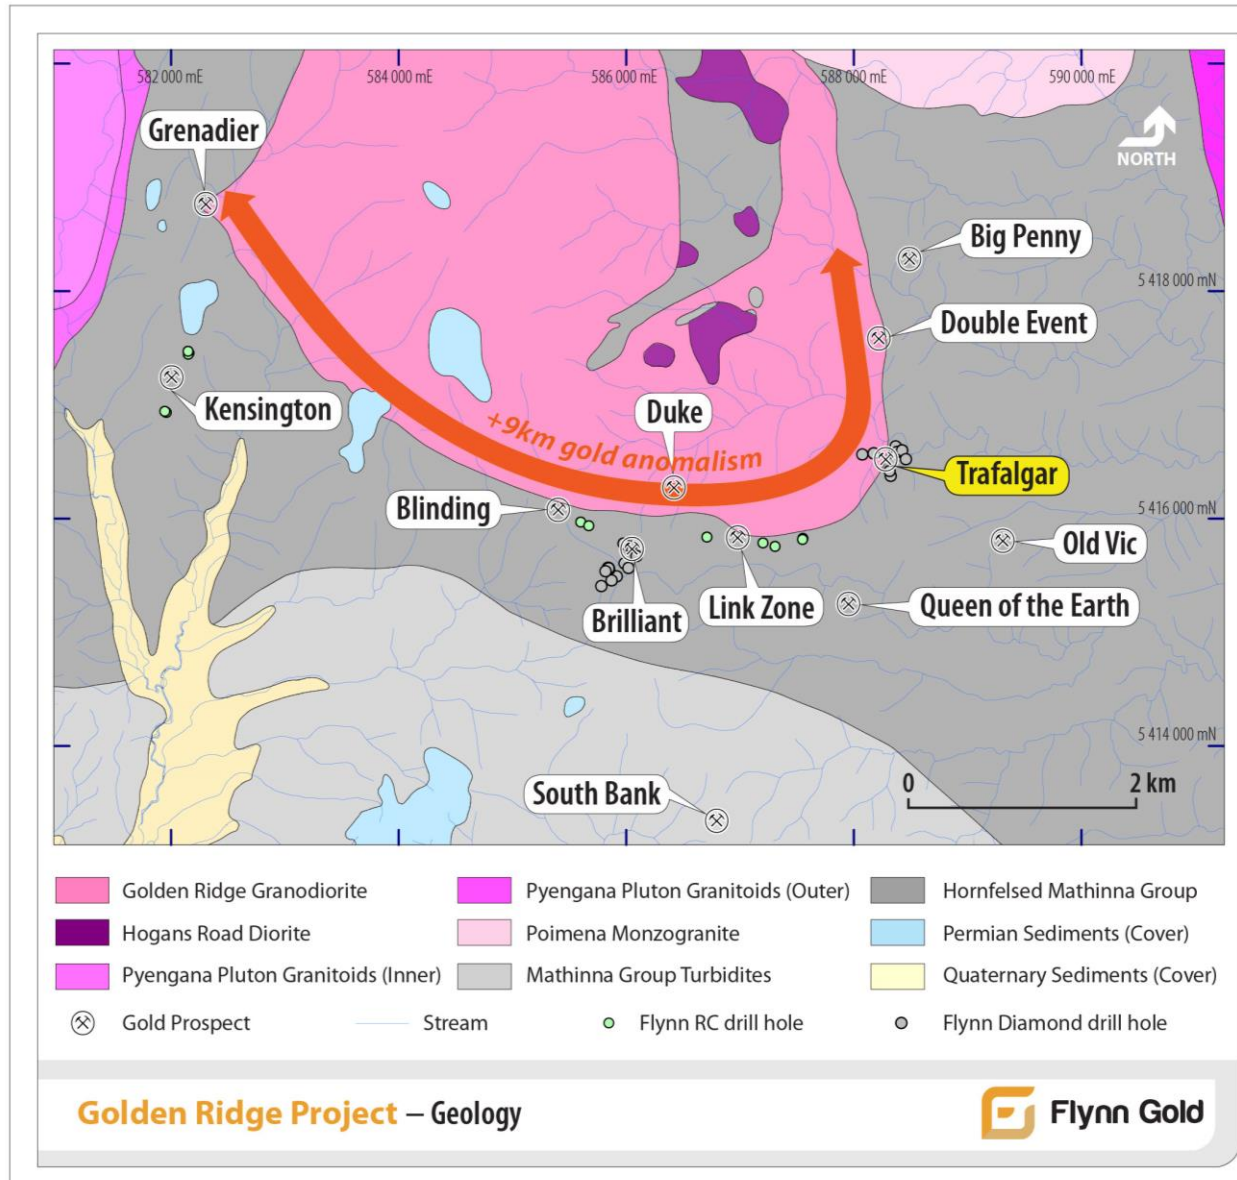 582 000 mE
584 000 mE
586 000 mE
588 000 mE
590 000 mE
Grenadier
NORTH
Big Penny
5 418 000 mN
Double Event
Kensington
Duke
+9km gold anomalism
Trafalgar
Blinding
5 416 000 mN
Old Vic
Brilliant
Link Zone
Queen of the Earth
5 414 000 mN
South Bank
0
2 km
Golden Ridge Granodiorite
Pyengana Pluton Granitoids (Outer)
Hornfelsed Mathinna Group
Hogans Road Diorite
Poimena Monzogranite
Permian Sediments (Cover)
Pyengana Pluton Granitoids (Inner)
Mathinna Group Turbidites
Quaternary Sediments (Cover)
Gold Prospect
Stream
Flynn RC drill hole
Flynn Diamond drill hole
Golden Ridge Project – Geology
Flynn Gold